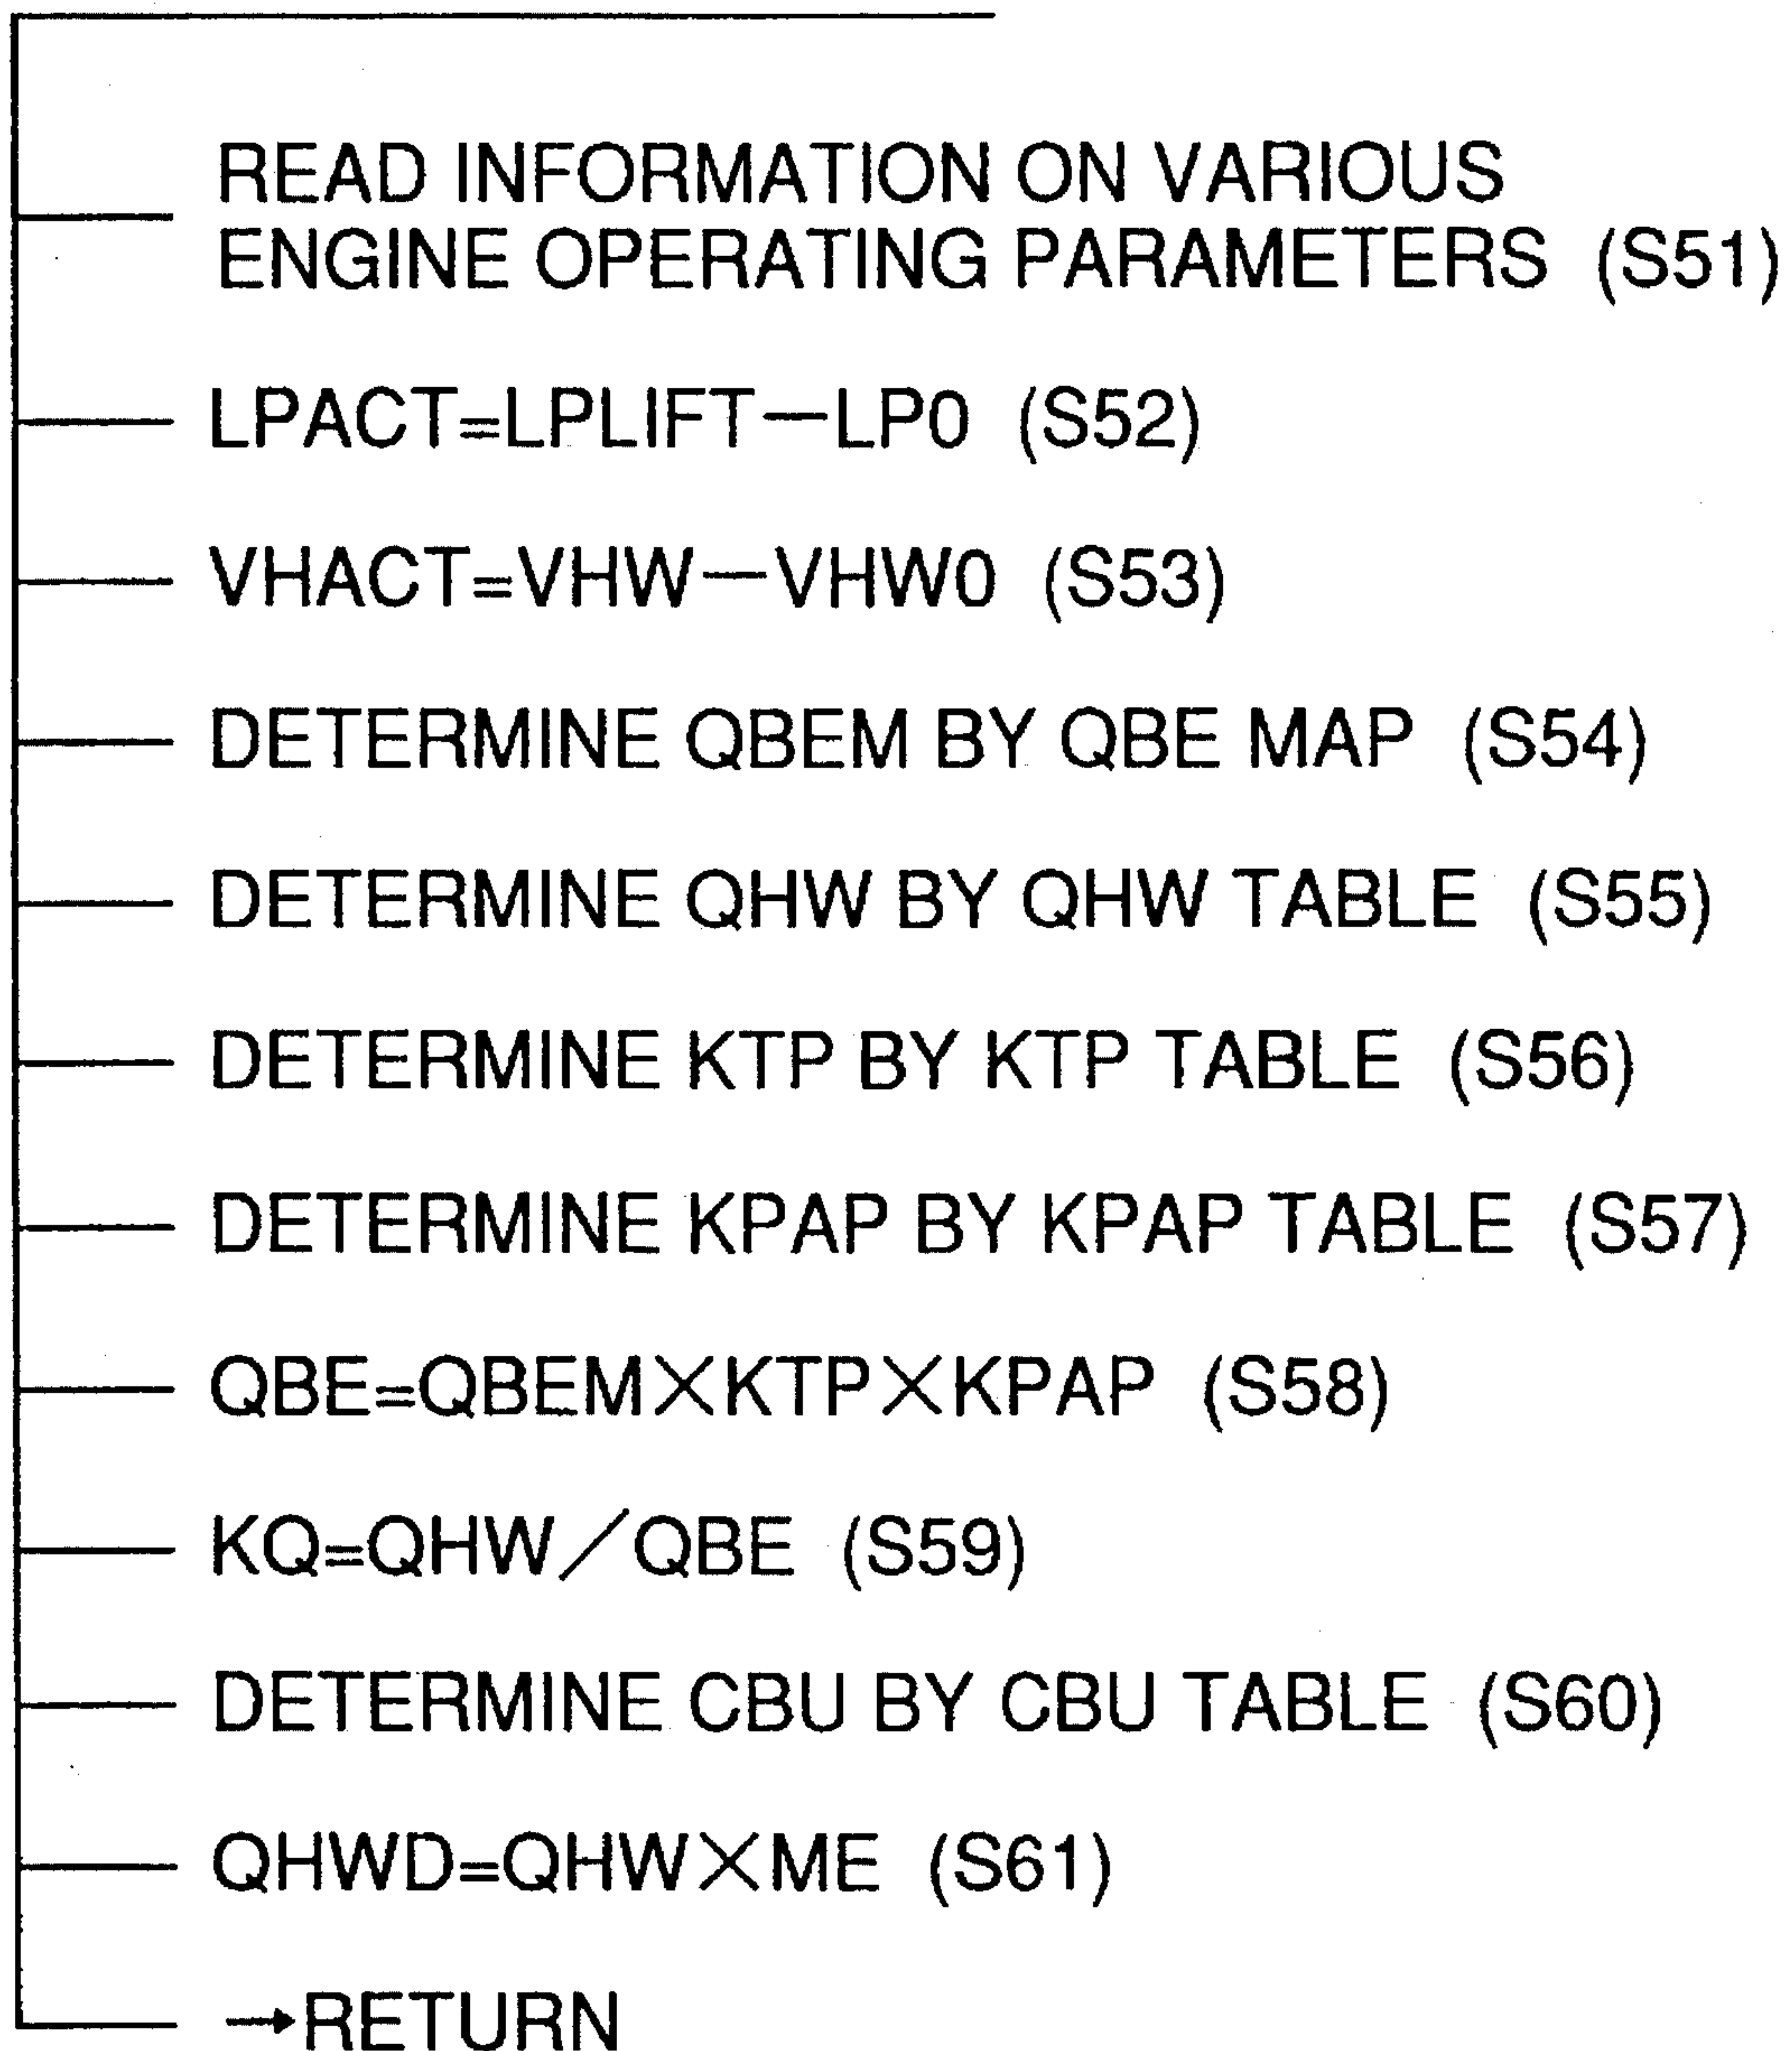 READ INFORMATION ON VARIOUS
ENGINE OPERATING PARAMETERS (S51)
LPACT=LPLIFT－LP0 (S52)
VHACT=VHW－VHW0 (S53)
DETERMINE QBEM BY QBE MAP (S54)
DETERMINE QHW BY QHW TABLE (S55)
DETERMINE KTP BY KTP TABLE (S56)
DETERMINE KPAP BY KPAP TABLE (S57)
QBE=QBEM×KTP×KPAP (S58)
KQ=QHW／QBE (S59)
DETERMINE CBU BY CBU TABLE (S60)
QHWD=QHW×ME (S61)
→RETURN